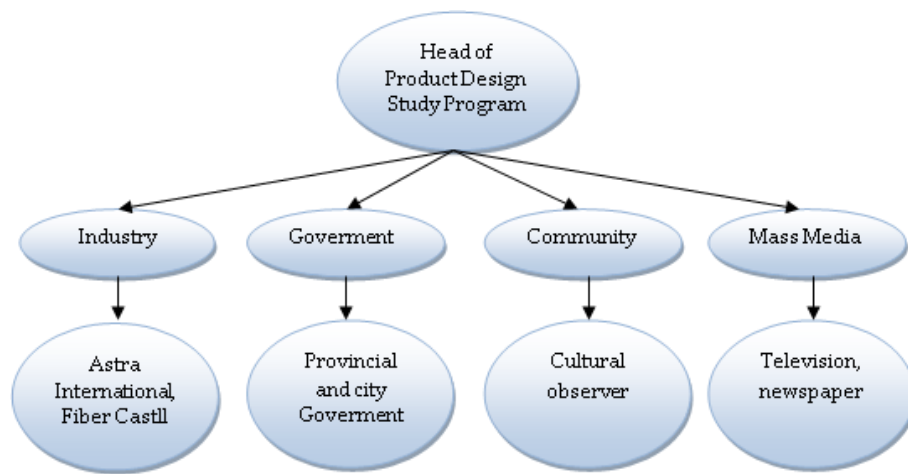 Head of
Product Design
Study Program
Industry
Goverment
Community
Mass Media
Astra
International,
Fiber Castll
Provincial
and city
Goverment
Cultural
observer
Television,
newspaper